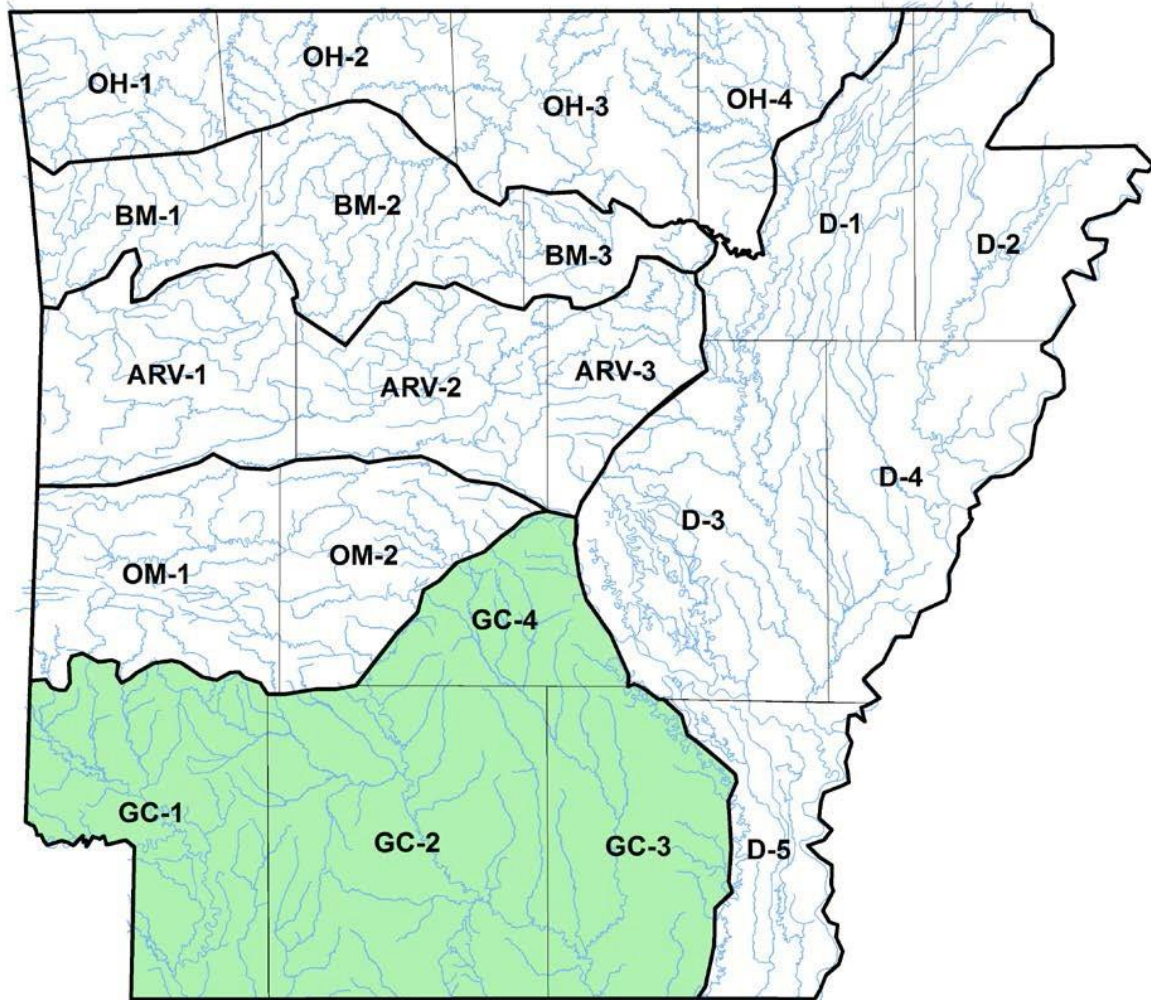 OH-1
OH-2
OH-3
OH-4
BM-1
BM-2
BM-3
D-1
D-2
ARV-1
ARV-2
ARV-3
D-4
D-3
OM-1
OM-2
GC-4
GC-1
GC-2
GC-3
D-5